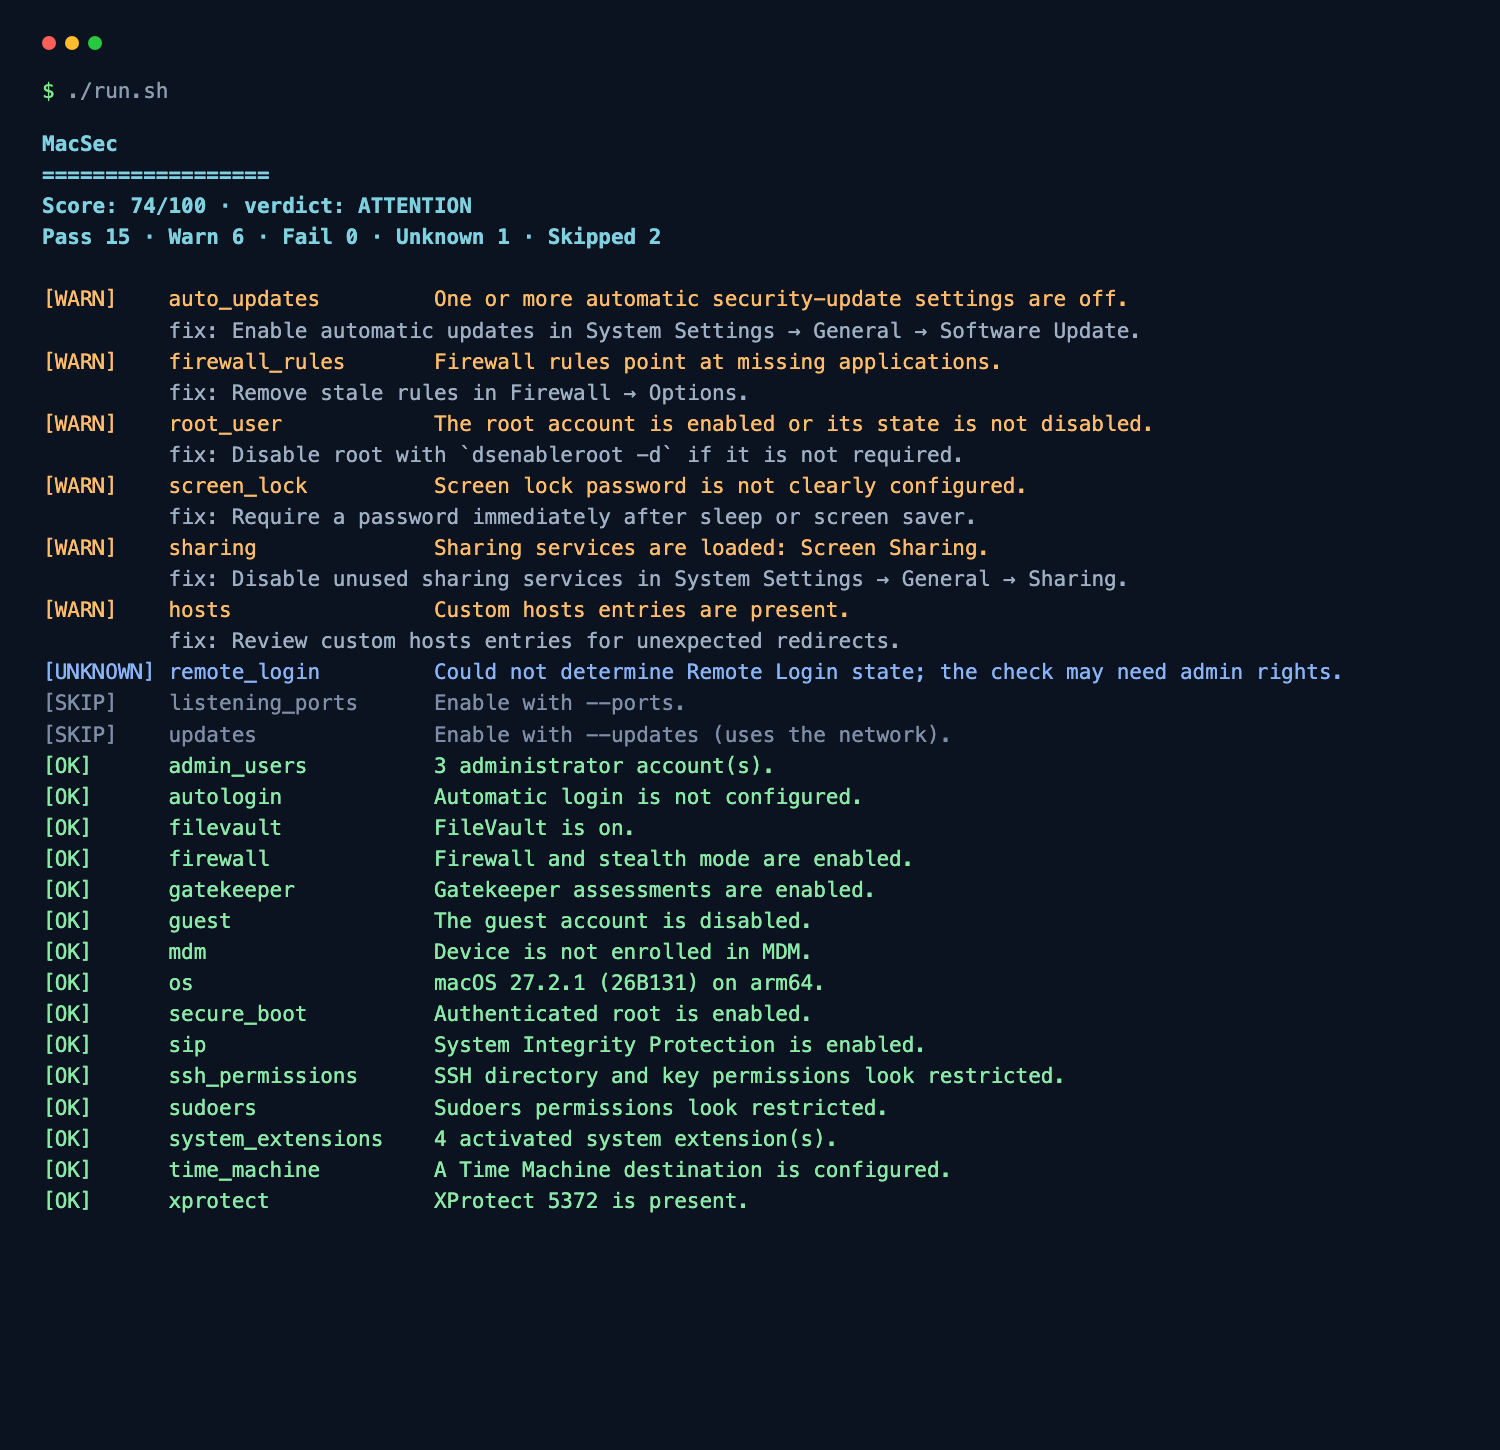 $ ./run.sh
MacSec
==================
Score: 74/100 · verdict: ATTENTION
Pass 15 · Warn 6 · Fail 0 · Unknown 1 · Skipped 2
[WARN] auto_updates One or more automatic security-update settings are off.
fix: Enable automatic updates in System Settings → General → Software Update.
[WARN] firewall_rules Firewall rules point at missing applications.
fix: Remove stale rules in Firewall → Options.
[WARN] root_user The root account is enabled or its state is not disabled.
fix: Disable root with `dsenableroot -d` if it is not required.
[WARN] screen_lock Screen lock password is not clearly configured.
fix: Require a password immediately after sleep or screen saver.
[WARN] sharing Sharing services are loaded: Screen Sharing.
fix: Disable unused sharing services in System Settings → General → Sharing.
[WARN] hosts Custom hosts entries are present.
fix: Review custom hosts entries for unexpected redirects.
[UNKNOWN] remote_login Could not determine Remote Login state; the check may need admin rights.
[SKIP] listening_ports Enable with --ports.
[SKIP] updates Enable with --updates (uses the network).
[OK] admin_users 3 administrator account(s).
[OK] autologin Automatic login is not configured.
[OK] filevault FileVault is on.
[OK] firewall Firewall and stealth mode are enabled.
[OK] gatekeeper Gatekeeper assessments are enabled.
[OK] guest The guest account is disabled.
[OK] mdm Device is not enrolled in MDM.
[OK] os macOS 27.2.1 (26B131) on arm64.
[OK] secure_boot Authenticated root is enabled.
[OK] sip System Integrity Protection is enabled.
[OK] ssh_permissions SSH directory and key permissions look restricted.
[OK] sudoers Sudoers permissions look restricted.
[OK] system_extensions 4 activated system extension(s).
[OK] time_machine A Time Machine destination is configured.
[OK] xprotect XProtect 5372 is present.